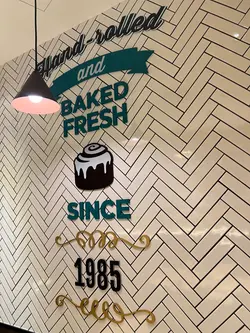 Hand-rolled
and
BAKED
FRESH
SINCE
1985